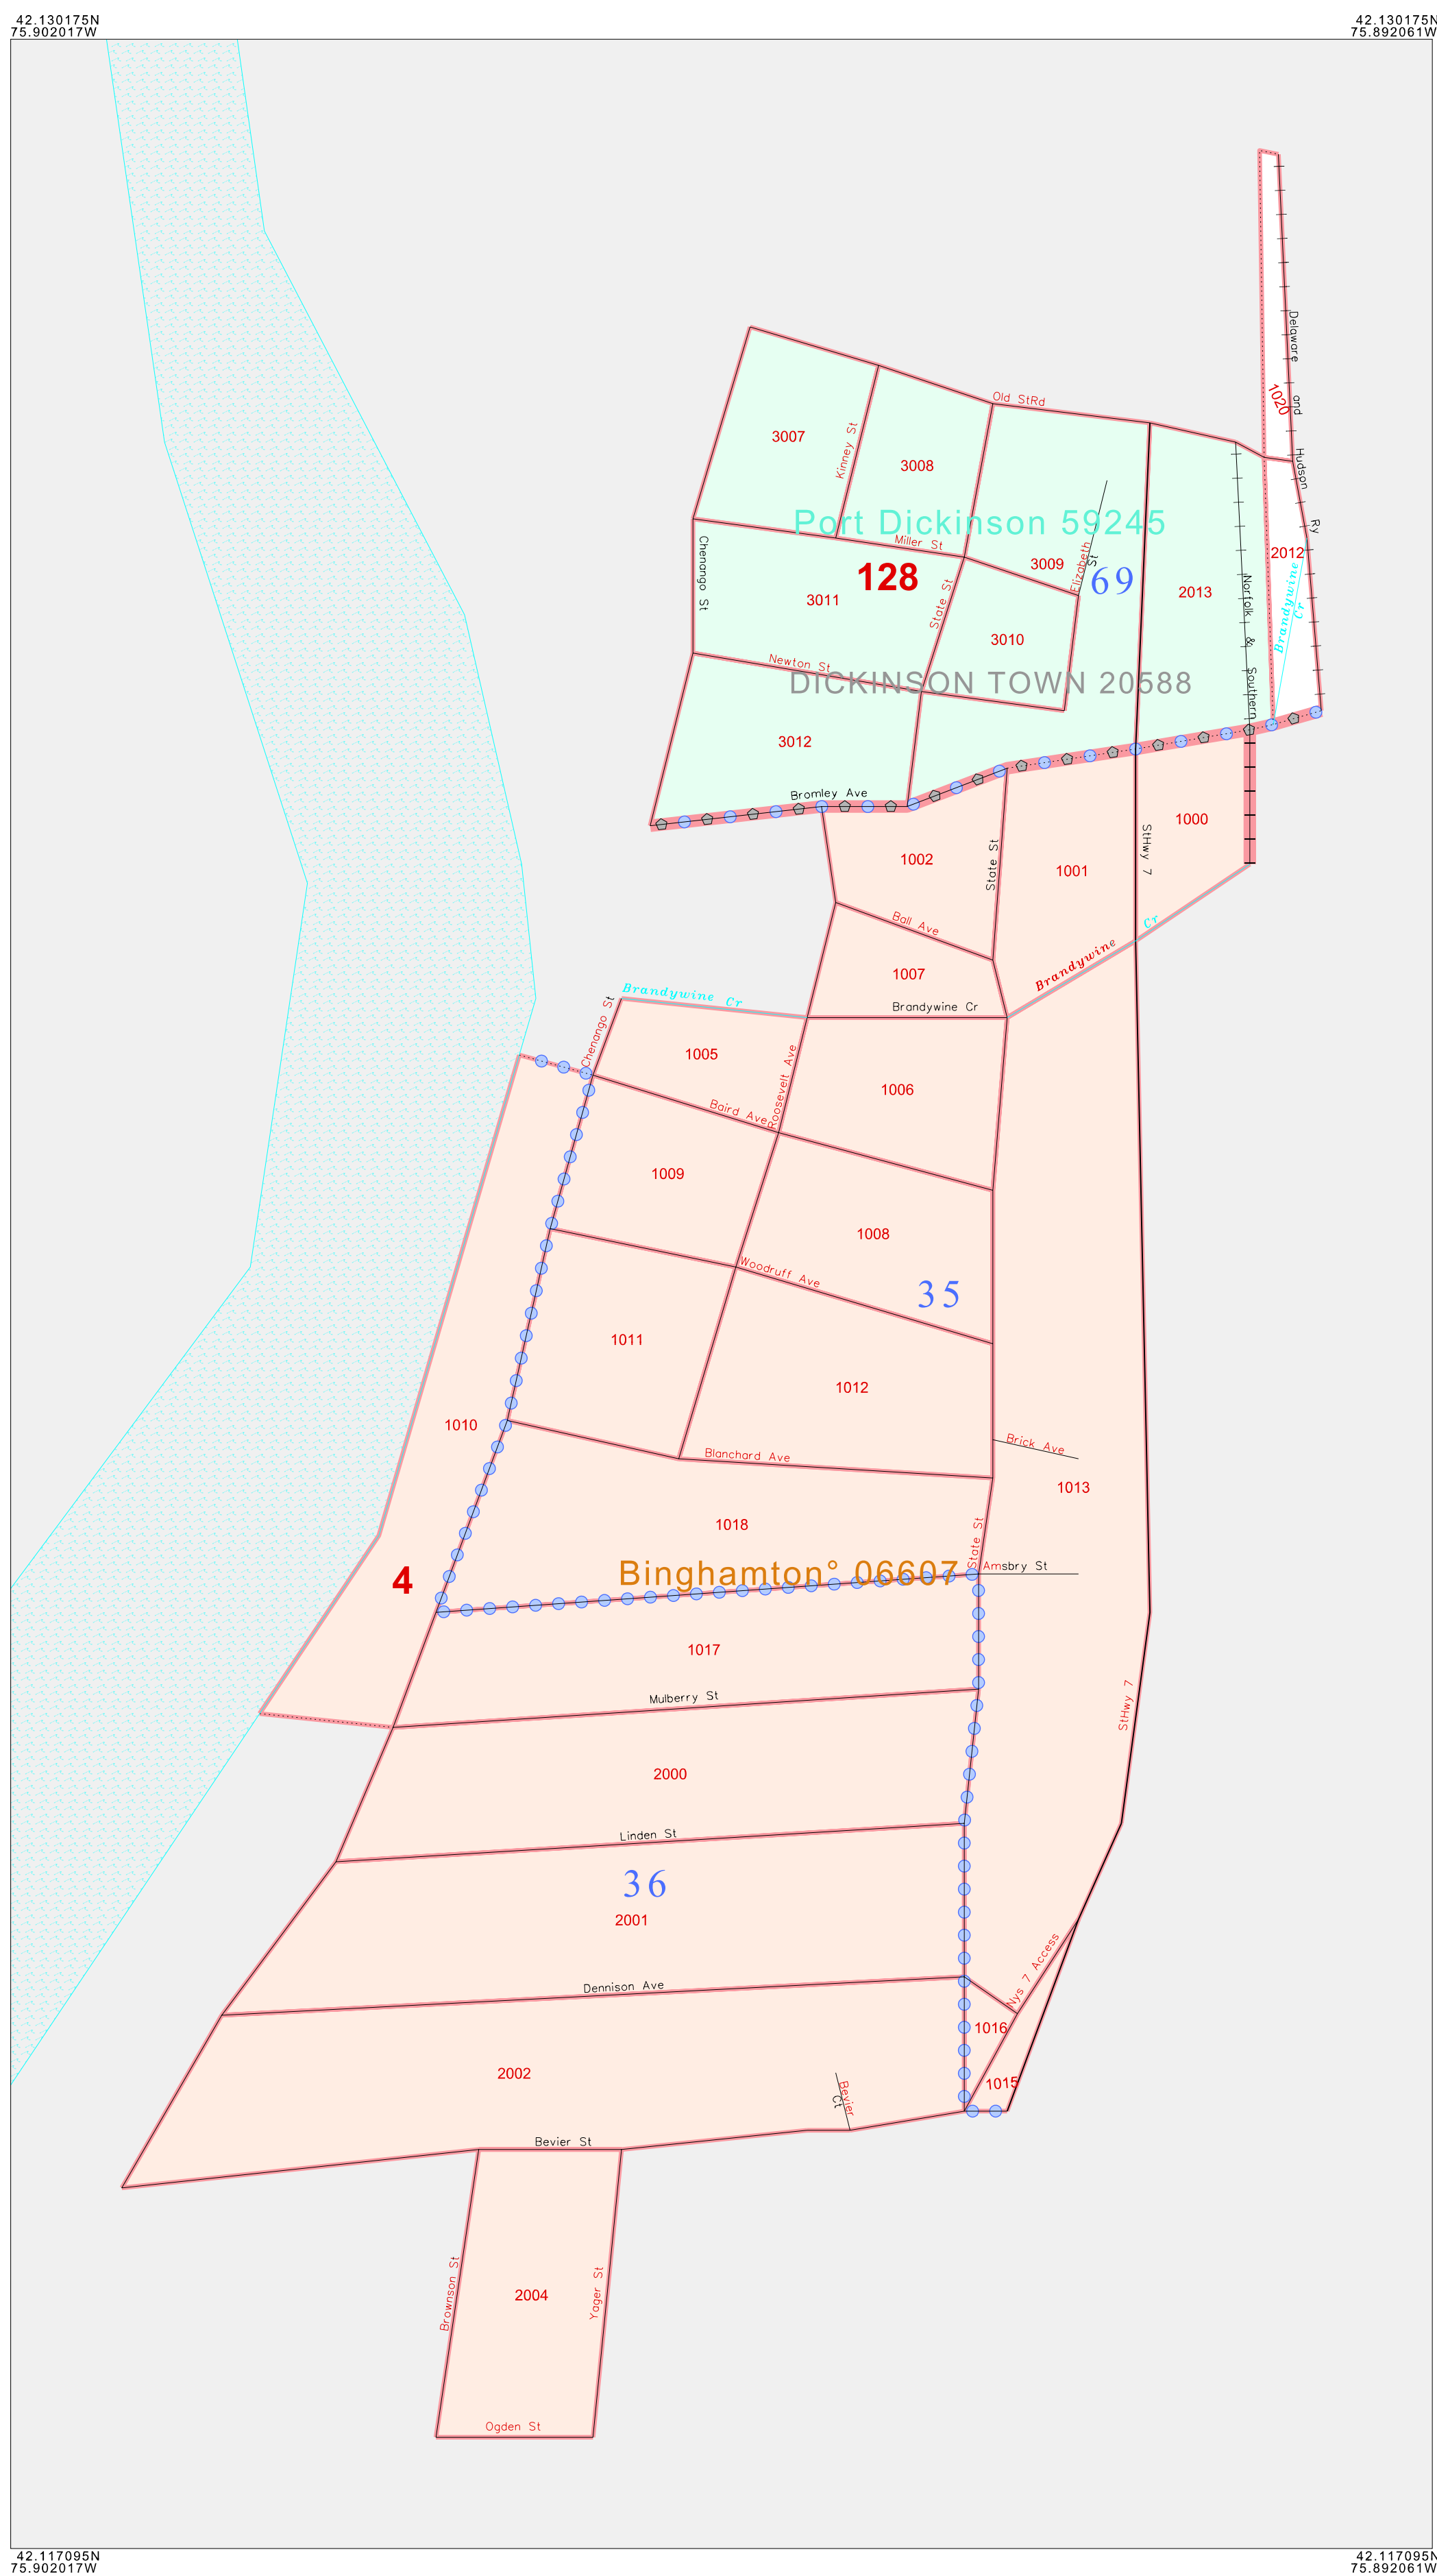 42.130175N
75.902017W
42.130175N
75.892061W
Delaware and Hudson Ry
1020
Old StRd
3007
Kinney St
3008
Port Dickinson 59245
Miller St
Chenango St
128
3009
Elizabeth
St
69
2012
Brandywine
Cr
2013
Norfolk & Southern
3011
State St
3010
Newton St
DICKINSON TOWN 20588
3012
Bromley Ave
1000
StHwy 7
1002
State St
1001
Ball Ave
Cr
Brandywine
1007
Brandywine Cr
Brandywine Cr
Chenango St
1005
Roosevelt Ave
1006
Baird Ave
1009
1008
Woodruff Ave
35
1011
1012
1010
Blanchard Ave
Brick Ave
1013
1018
State St
Binghamton° 06607
Amsbry St
4
1017
Mulberry St
StHwy 7
2000
Linden St
36
2001
Nys 7 Access
Dennison Ave
1016
2002
1015
Bevier
Ct
Bevier St
Brownson St
2004
Yager St
Ogden St
42.117095N
75.902017W
42.117095N
75.892061W